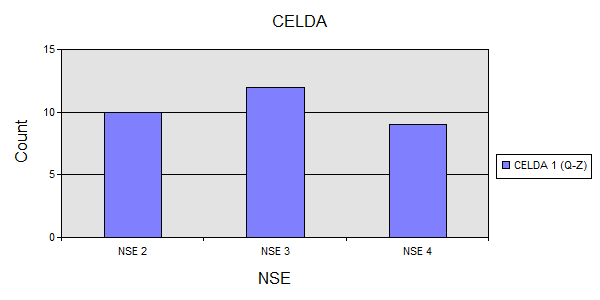 CELDA
15
10
5
0
Count
NSE 2
NSE 3
NSE 4
NSE
CELDA 1 (Q-Z)